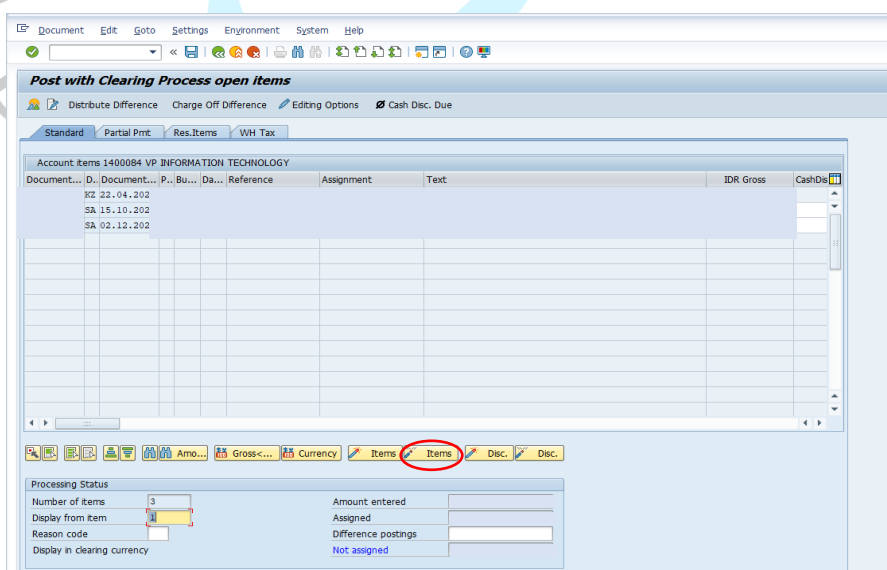 Document Edit Goto Settings Environment System Help
Post with Clearing Process open items
Distribute Difference Charge Off Difference Editing Options Cash Disc. Due
Standard Partial Pmt Res.Items WH Tax
Account items 1400084 VP INFORMATION TECHNOLOGY
Document... D.. Document... P.. Bu... Da... Reference Assignment Text IDR Gross CashDis
KZ 22.04.202
SA 15.10.202
SA 02.12.202
Amo... Gross<... Currency Items Items Disc. Disc.
Processing Status
Number of items 3 Amount entered
Display from item 1 Assigned
Reason code Difference postings
Display in clearing currency Not assigned